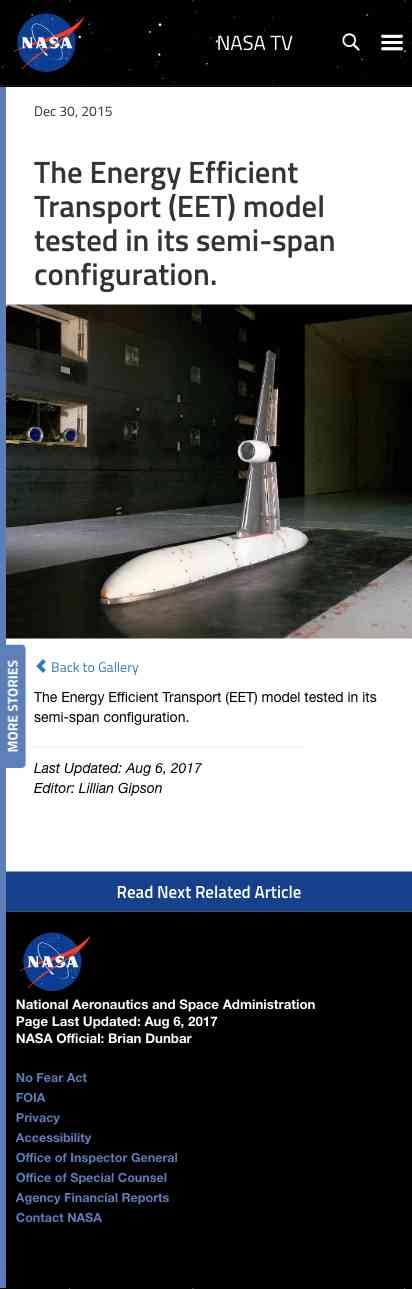 NASA
NASA TV
Dec 30, 2015
The Energy Efficient
Transport (EET) model
tested in its semi-span
configuration.
Back to Gallery
The Energy Efficient Transport (EET) model tested in its
semi-span configuration.
MORE STORIES
Last Updated: Aug 6, 2017
Editor: Lillian Gipson
Read Next Related Article
NASA
National Aeronautics and Space Administration
Page Last Updated: Aug 6, 2017
NASA Official: Brian Dunbar
No Fear Act
FOIA
Privacy
Accessibility
Office of Inspector General
Office of Special Counsel
Agency Financial Reports
Contact NASA